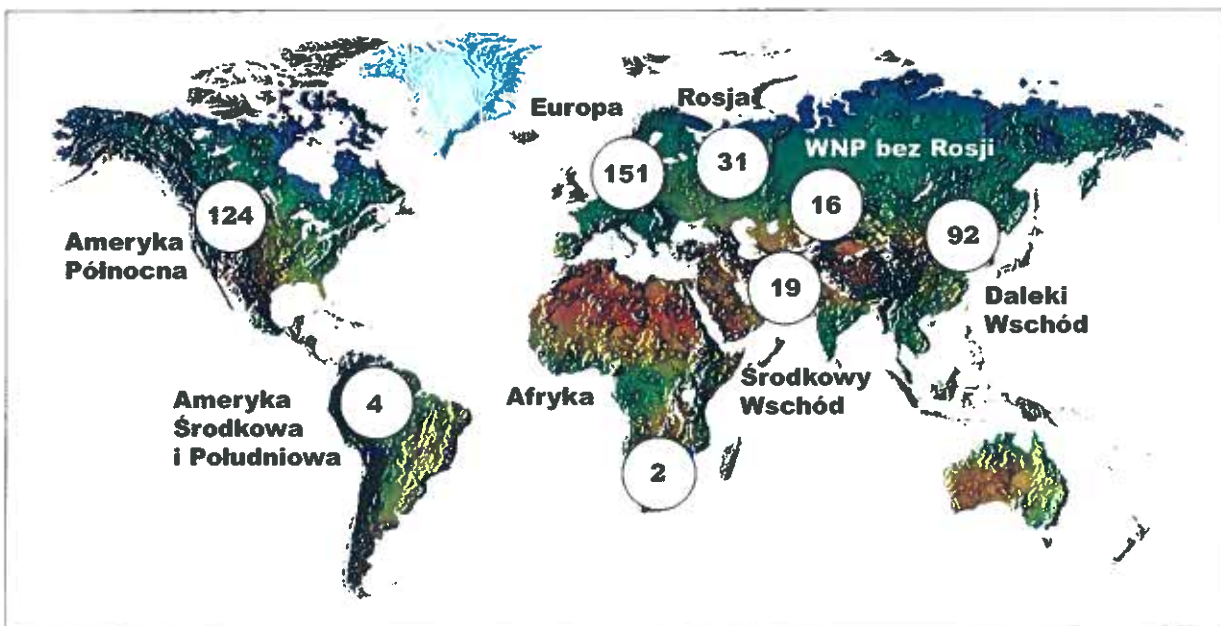 Europa
Rosja
WNP bez Rosji
151
31
16
124
92
Ameryka
Północna
19
Daleki
Wschód
Środkowy
Wschód
Afryka
4
Ameryka
Środkowa
i Południowa
2